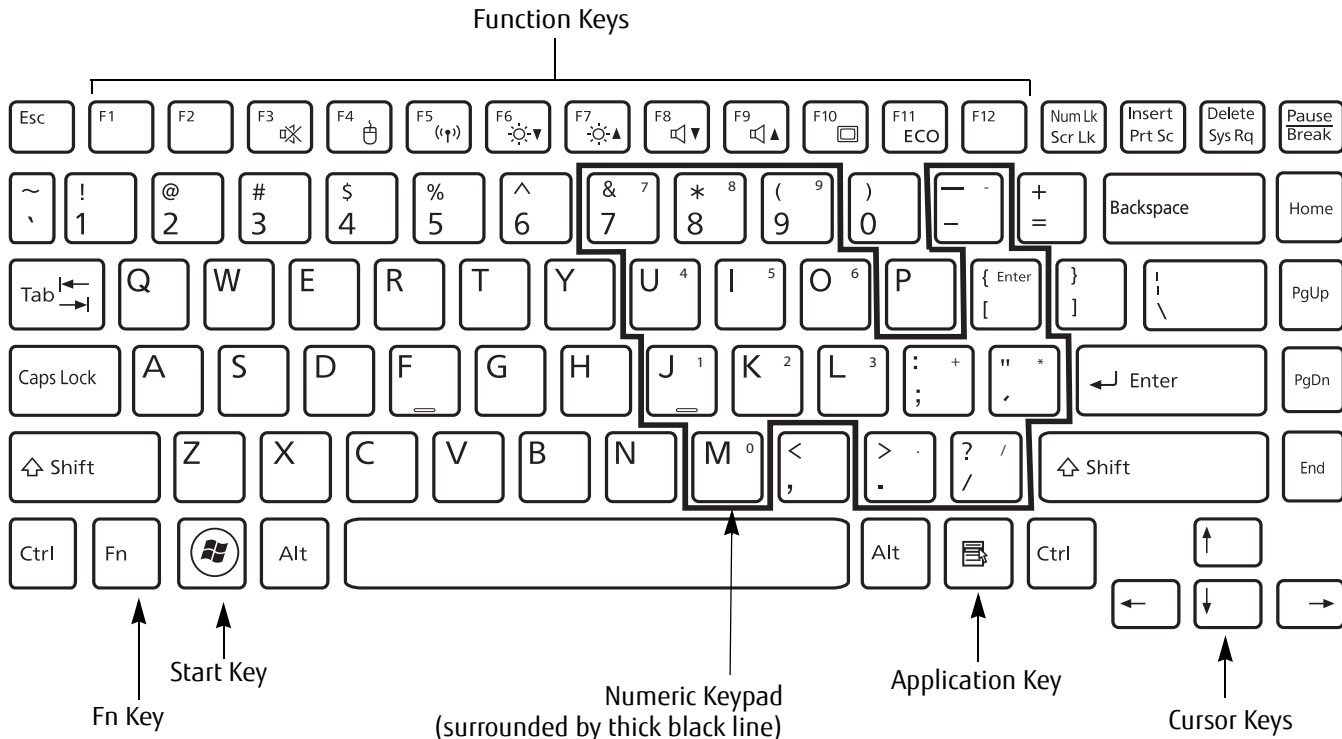 Function Keys
Esc F1 F2 F3 F4 F5 F6 F7 F8 F9 F10 F11 ECO F12 Num Lk Scr Lk Insert Prt Sc Delete Sys Rq Pause Break
~ ` ! 1 @ 2 # 3 $ 4 % 5 ^ 6 & 7 7 * 8 8 ( 9 9 ) 0 — - – + = Backspace Home
Tab Q W E R T Y U 4 I 5 O 6 P { Enter [ } ] ¦ \ PgUp
Caps Lock A S D F G H J 1 K 2 L 3 : + ; " * ′ Enter PgDn
Shift Z X C V B N M 0 < , > . . ? / / Shift End
Ctrl Fn Alt Alt Ctrl ↑
← ↓ →
Start Key
Fn Key
Numeric Keypad
(surrounded by thick black line)
Application Key
Cursor Keys